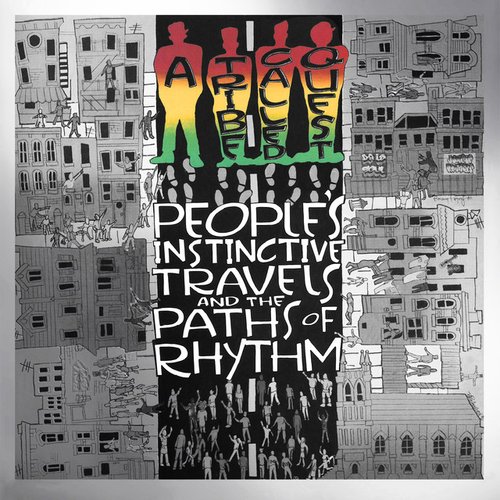 A TRIBE CALLED QUEST
PEOPLE'S
INSTINCTIVE
TRAVELS
AND THE
PATHS OF
RHYTHM